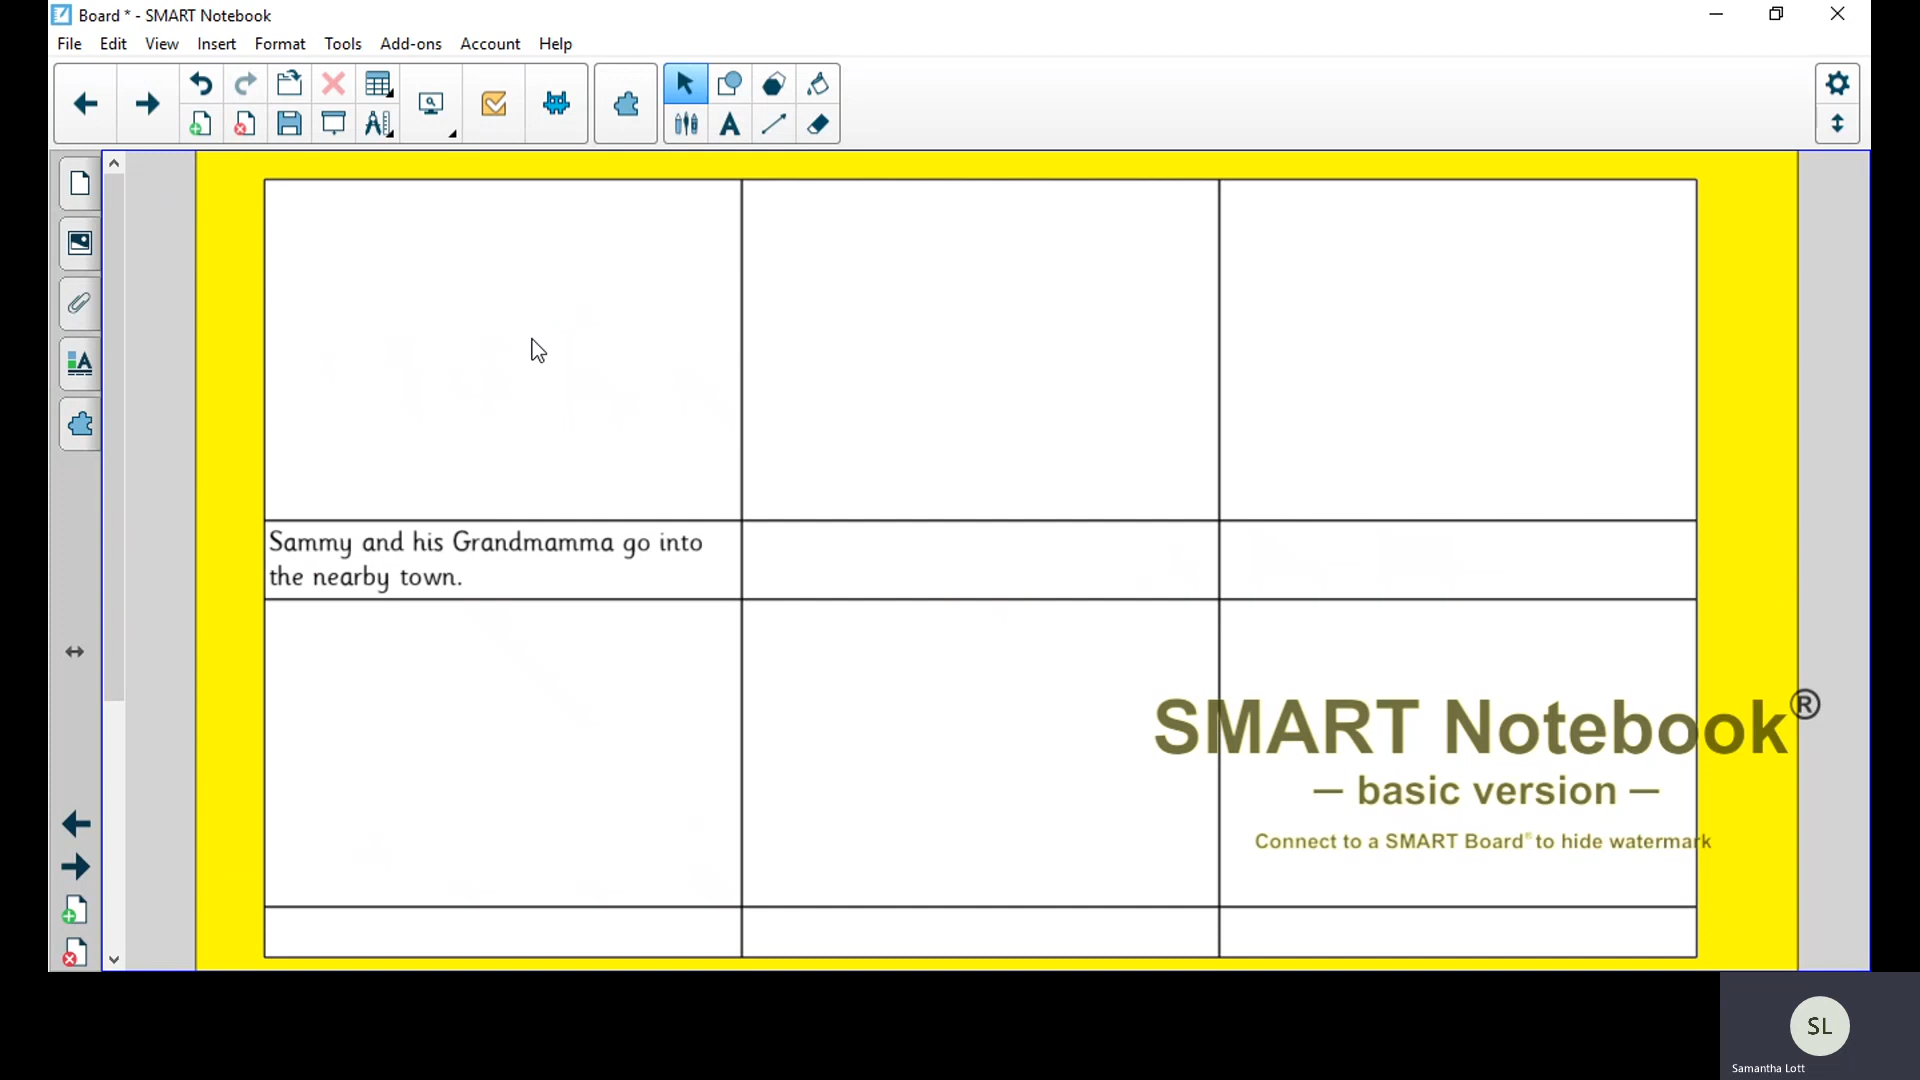 Board * - SMART Notebook
File Edit View Insert Format Tools Add-ons Account Help
Sammy and his Grandmamma go into
the nearby town.
SMART Notebook®
— basic version —
Connect to a SMART Board® to hide watermark
SL
Samantha Lott